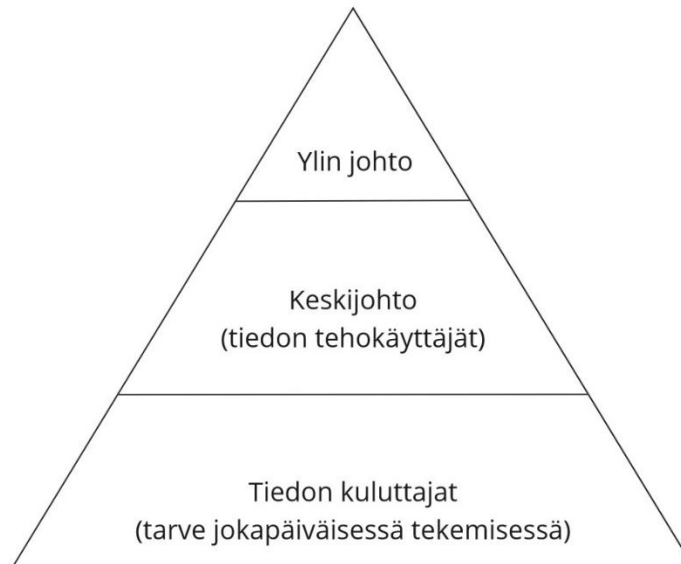 Ylin johto
Keskijohto
(tiedon tehokäyttäjät)
Tiedon kuluttajat
(tarve jokapäiväisessä tekemisessä)